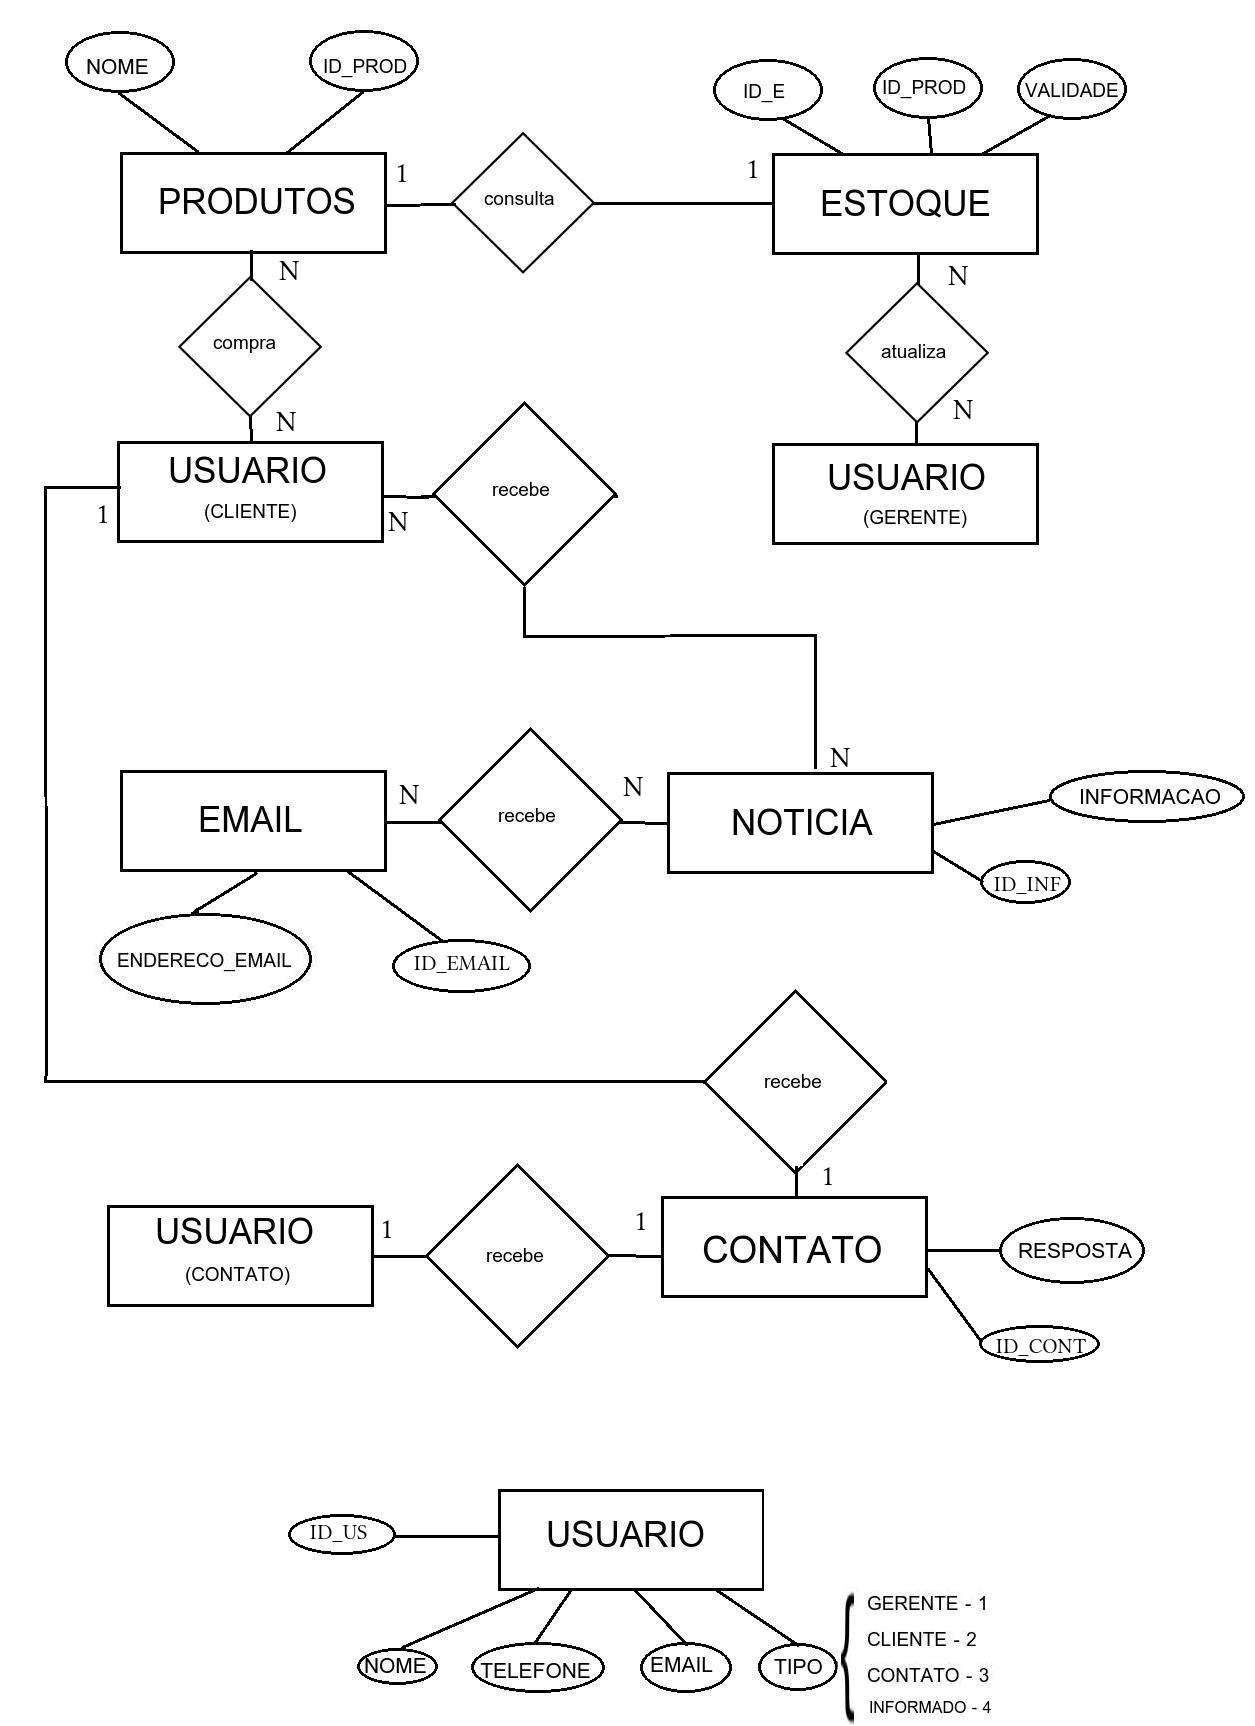 NOME
ID_PROD
ID_E
ID_PROD
VALIDADE
PRODUTOS
1
consulta
1
ESTOQUE
N
N
compra
atualiza
N
N
USUARIO
(CLIENTE)
1
N
recebe
USUARIO
(GERENTE)
N
EMAIL
N
recebe
N
NOTICIA
INFORMACAO
ID_INF
ENDERECO_EMAIL
ID_EMAIL
recebe
1
USUARIO
(CONTATO)
1
recebe
1
CONTATO
RESPOSTA
ID_CONT
ID_US
USUARIO
NOME
TELEFONE
EMAIL
TIPO
GERENTE - 1
CLIENTE - 2
CONTATO - 3
INFORMADO - 4